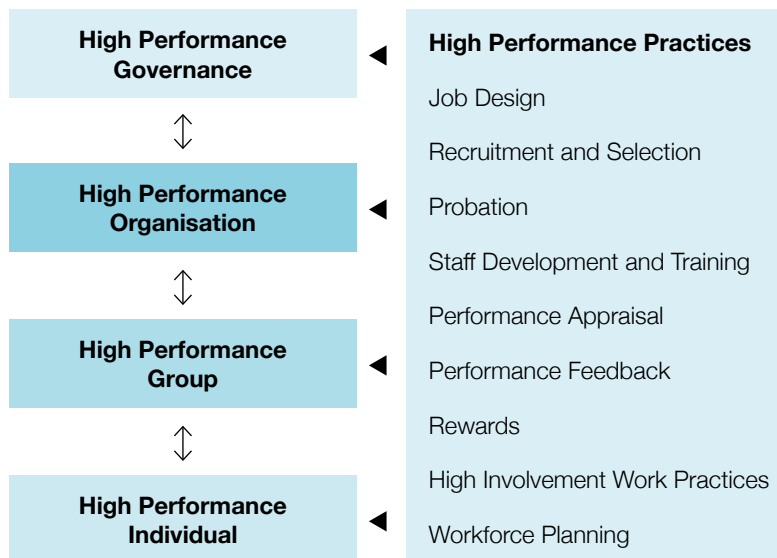 High Performance
Governance
High Performance
Organisation
High Performance
Group
High Performance
Individual
High Performance Practices
Job Design
Recruitment and Selection
Probation
Staff Development and Training
Performance Appraisal
Performance Feedback
Rewards
High Involvement Work Practices
Workforce Planning